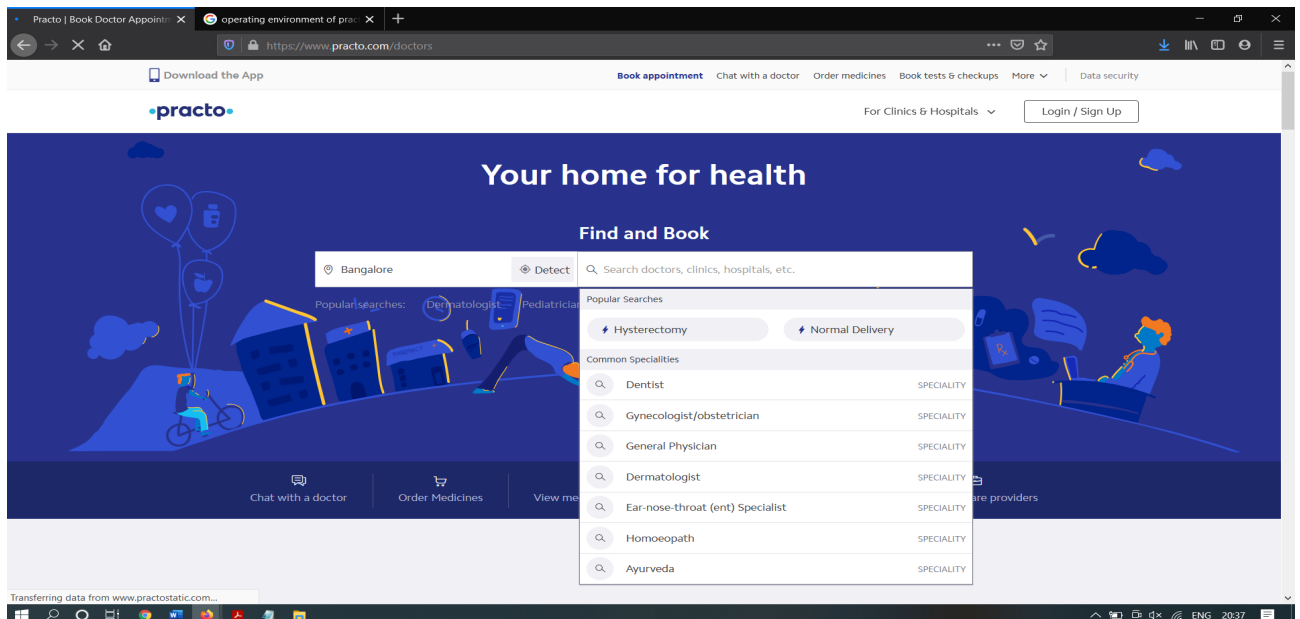 Practo | Book Doctor Appointm
operating environment of prac
https://www.practo.com/doctors
Download the App
Book appointment Chat with a doctor Order medicines Book tests & checkups More Data security
practo
For Clinics & Hospitals Login / Sign Up
Your home for health
Find and Book
Bangalore Detect Search doctors, clinics, hospitals, etc.
Popular searches: Dermatologist Pediatrician
Popular Searches
Hysterectomy Normal Delivery
Common Specialities
Dentist SPECIALITY
Gynecologist/obstetrician SPECIALITY
General Physician SPECIALITY
Dermatologist SPECIALITY
Ear-nose-throat (ent) Specialist SPECIALITY
Homoeopath SPECIALITY
Ayurveda SPECIALITY
PHARMACY
Rx
Chat with a doctor Order Medicines View me are providers
Transferring data from www.practostatic.com...
ENG 20:37